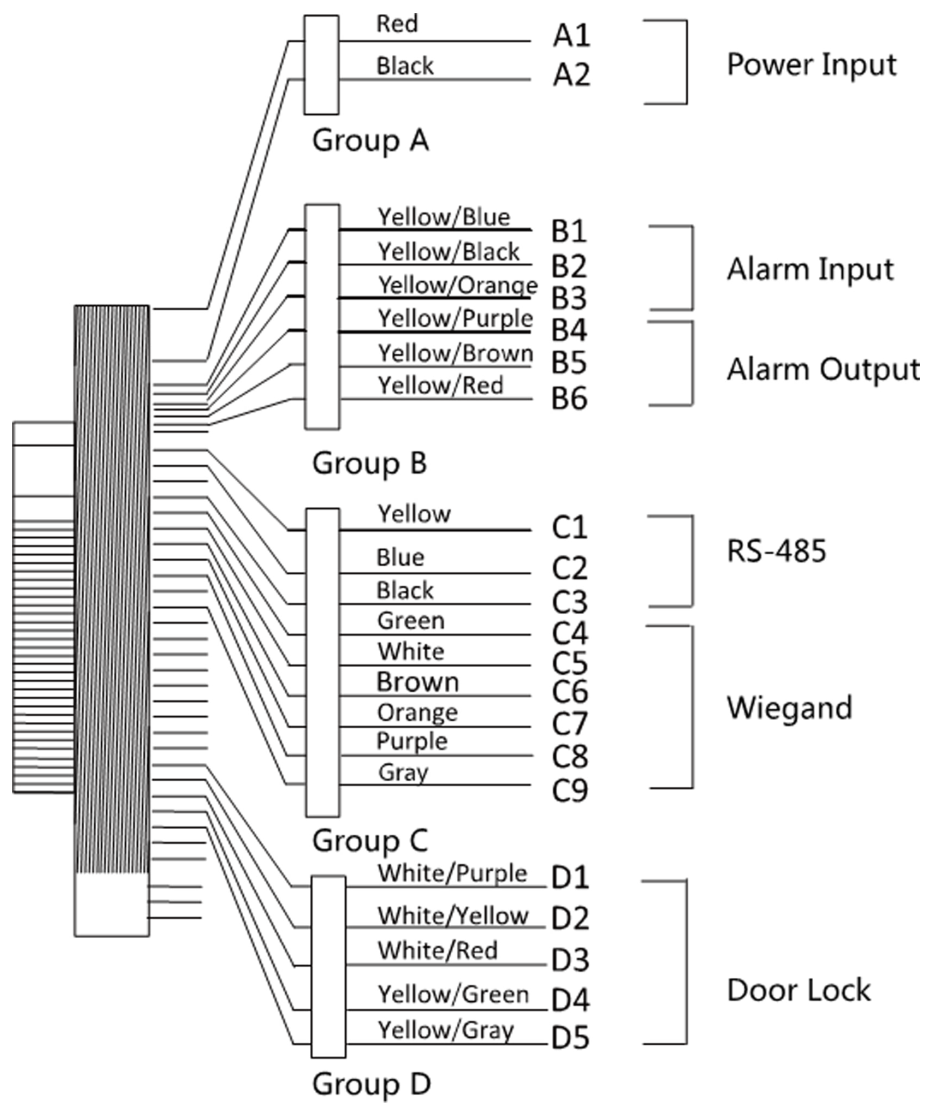 Red A1
Black A2
Power Input
Group A
Yellow/Blue B1
Yellow/Black B2
Yellow/Orange B3
Alarm Input
Yellow/Purple B4
Yellow/Brown B5
Yellow/Red B6
Alarm Output
Group B
Yellow C1
Blue C2
Black C3
RS-485
Green C4
White C5
Brown C6
Orange C7
Purple C8
Gray C9
Wiegand
Group C
White/Purple D1
White/Yellow D2
White/Red D3
Yellow/Green D4
Yellow/Gray D5
Door Lock
Group D